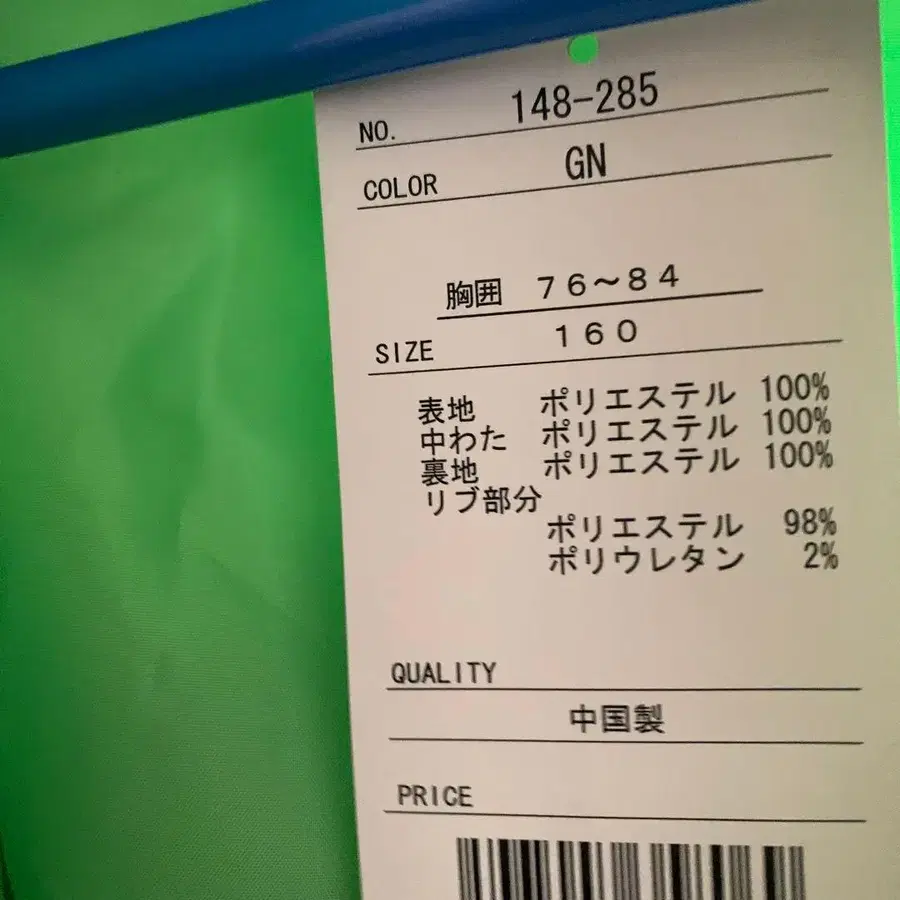 NO. 148-285
COLOR GN
胸囲 76～84
SIZE 160
表地 ポリエステル 100%
中わた ポリエステル 100%
裏地 ポリエステル 100%
リブ部分
ポリエステル 98%
ポリウレタン 2%
QUALITY
中国製
PRICE